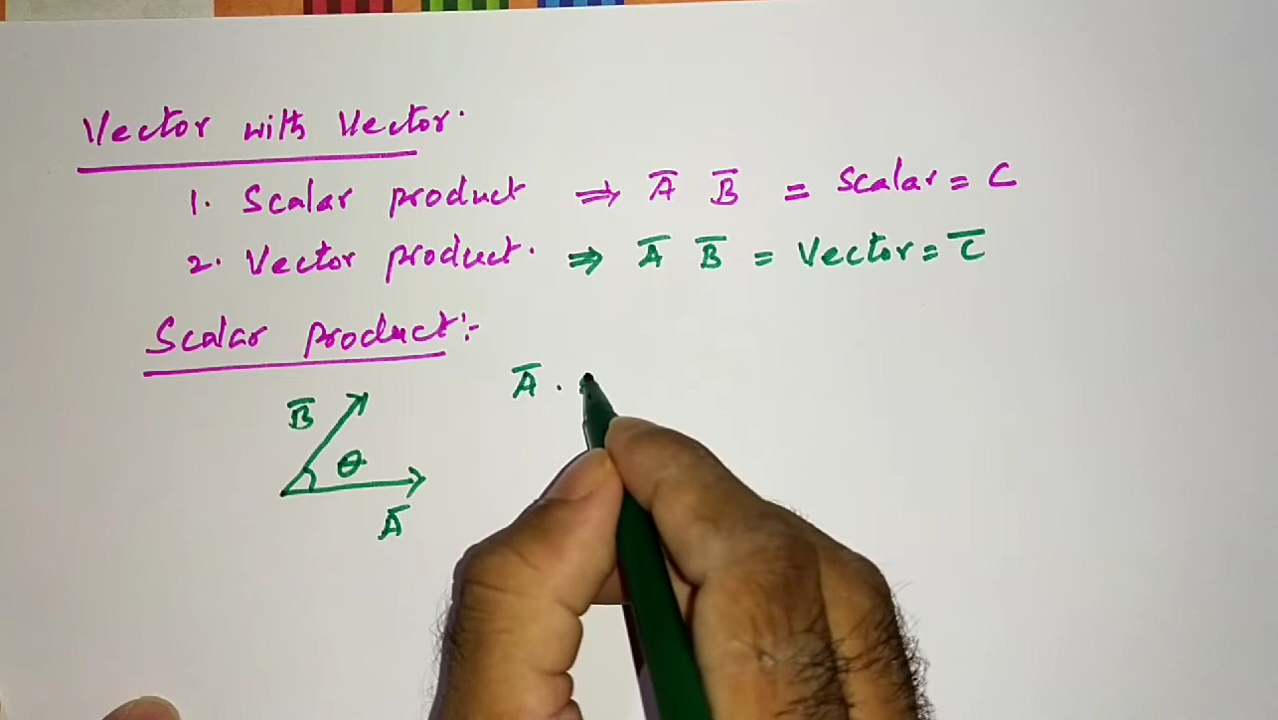 Vector with Vector.
1. Scalar product ⇒ A̅ B̅ = Scalar = C
2. Vector product. ⇒ A̅ B̅ = Vector = C̅
Scalar product:-
A̅ .
B̅
θ
A̅